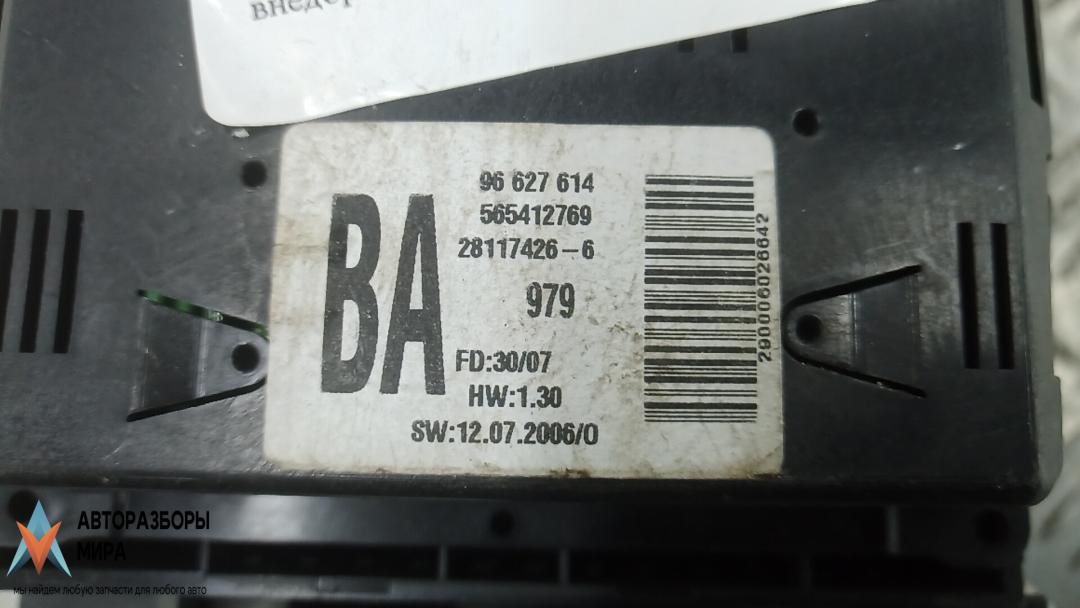 внедор
BA
96 627 614
565412769
28117426-6
979
FD:30/07
HW:1.30
SW:12.07.2006/0
290006026642
АВТОРАЗБОРЫ
МИРА
мы найдем любую запчасти для любого авто